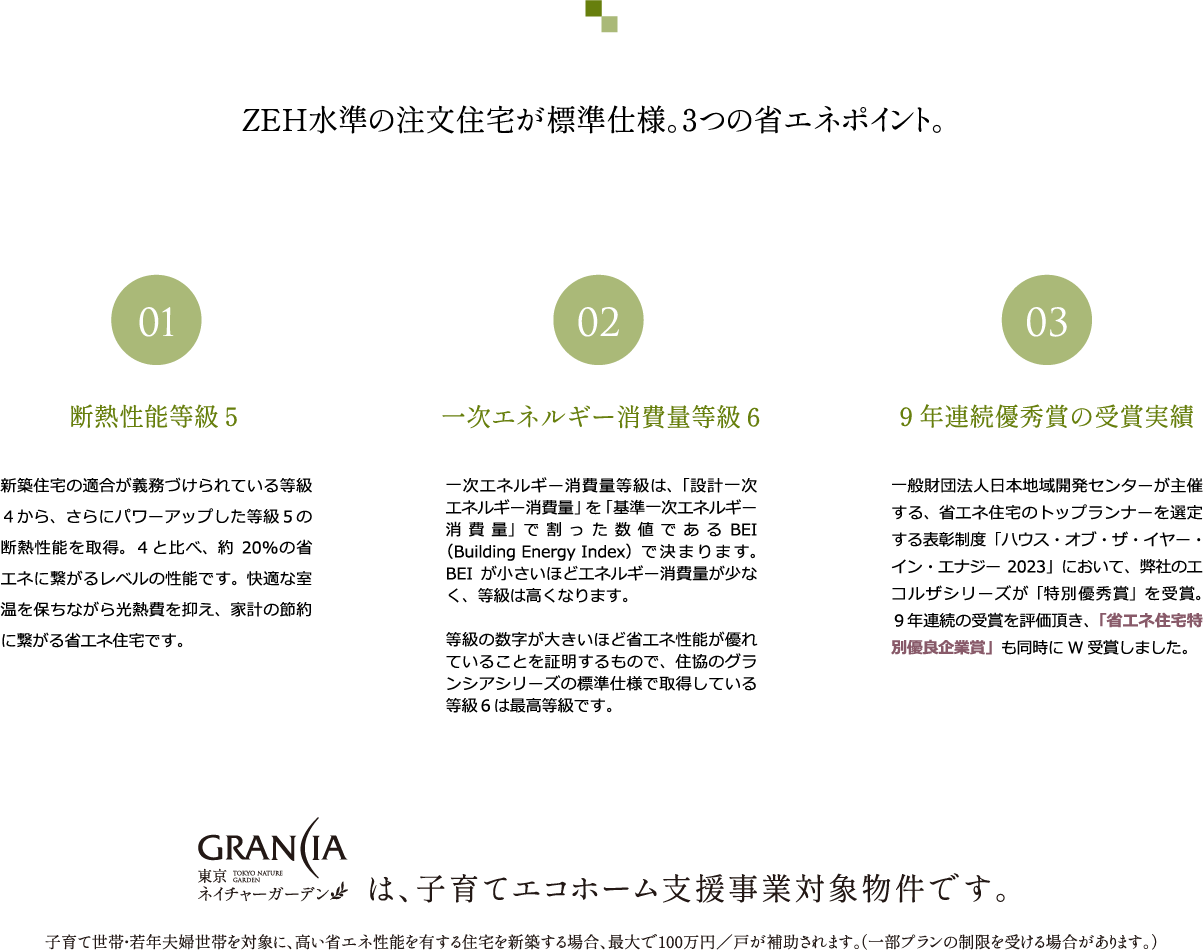 ZEH水準の注文住宅が標準仕様。3つの省エネポイント。
01
断熱性能等級5
新築住宅の適合が義務づけられている等級
4から、さらにパワーアップした等級5の
断熱性能を取得。4と比べ、約 20%の省
エネに繋がるレベルの性能です。快適な室
温を保ちながら光熱費を抑え、家計の節約
に繋がる省エネ住宅です。
02
一次エネルギー消費量等級6
一次エネルギー消費量等級は、「設計一次
エネルギー消費量」を「基準一次エネルギー
消費量」で割った数値である BEI
（Building Energy Index）で決まります。
BEI が小さいほどエネルギー消費量が少な
く、等級は高くなります。
等級の数字が大きいほど省エネ性能が優れ
ていることを証明するもので、住協のグラ
ンシアシリーズの標準仕様で取得している
等級6は最高等級です。
03
9年連続優秀賞の受賞実績
一般財団法人日本地域開発センターが主催
する、省エネ住宅のトップランナーを選定
する表彰制度「ハウス・オブ・ザ・イヤー・
イン・エナジー 2023」において、弊社のエ
コルザシリーズが「特別優秀賞」を受賞。
9年連続の受賞を評価頂き、「省エネ住宅特
別優良企業賞」も同時に W 受賞しました。
GRANCIA
東京 TOKYO NATURE
GARDEN
ネイチャーガーデン
は、子育てエコホーム支援事業対象物件です。
子育て世帯・若年夫婦世帯を対象に、高い省エネ性能を有する住宅を新築する場合、最大で100万円／戸が補助されます。（一部プランの制限を受ける場合があります。）